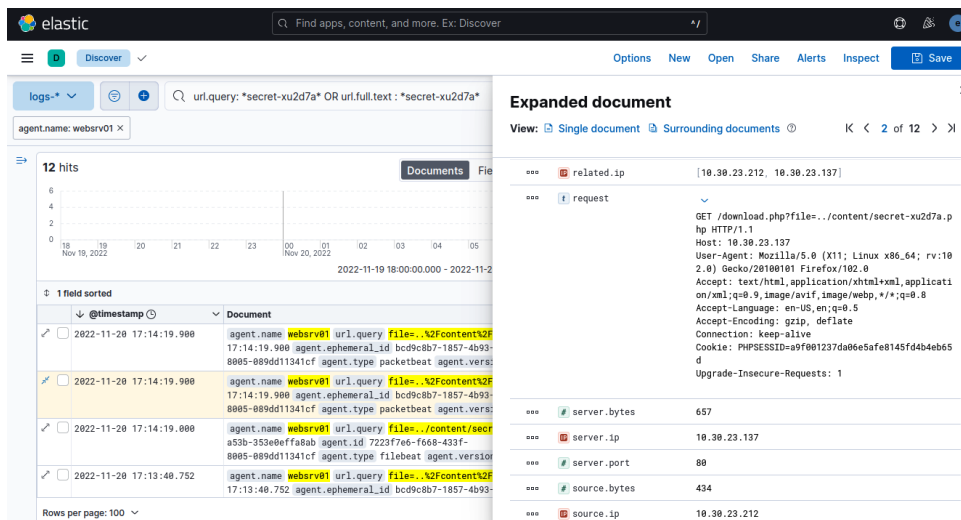 elastic
Find apps, content, and more. Ex: Discover
^/
e
D
Discover
Options New Open Share Alerts Inspect Save
logs-*
url.query: *secret-xu2d7a* OR url.full.text : *secret-xu2d7a*
agent.name: websrv01 ×
12 hits
Documents Fie
6
4
2
0
18 19 20 21 22 23 00 01 02 03 04 05
Nov 19, 2022 Nov 20, 2022
2022-11-19 18:00:00.000 - 2022-11-2
1 field sorted
@timestamp Document
2022-11-20 17:14:19.900 agent.name websrv01 url.query file=..%2Fcontent%2F
17:14:19.900 agent.ephemeral_id bcd9c8b7-1857-4b93-
8005-089dd11341cf agent.type packetbeat agent.vers
2022-11-20 17:14:19.900 agent.name websrv01 url.query file=..%2Fcontent%2F
17:14:19.900 agent.ephemeral_id bcd9c8b7-1857-4b93-
8005-089dd11341cf agent.type packetbeat agent.vers
2022-11-20 17:14:19.000 agent.name websrv01 url.query file=../content/secr
a53b-353e0effa8ab agent.id 7223f7e6-f668-433f-
8005-089dd11341cf agent.type filebeat agent.version
2022-11-20 17:13:40.752 agent.name websrv01 url.query file=..%2Fcontent%2F
17:13:40.752 agent.ephemeral_id bcd9c8b7-1857-4b93-
Rows per page: 100
Expanded document
View: Single document Surrounding documents 2 of 12
related.ip [10.30.23.212, 10.30.23.137]
t request
GET /download.php?file=../content/secret-xu2d7a.p
hp HTTP/1.1
Host: 10.30.23.137
User-Agent: Mozilla/5.0 (X11; Linux x86_64; rv:10
2.0) Gecko/20100101 Firefox/102.0
Accept: text/html,application/xhtml+xml,applicati
on/xml;q=0.9,image/avif,image/webp,*/*;q=0.8
Accept-Language: en-US,en;q=0.5
Accept-Encoding: gzip, deflate
Connection: keep-alive
Cookie: PHPSESSID=a9f001237da06e5afe8145fd4b4eb65
d
Upgrade-Insecure-Requests: 1
# server.bytes 657
IP server.ip 10.30.23.137
# server.port 80
# source.bytes 434
IP source.ip 10.30.23.212